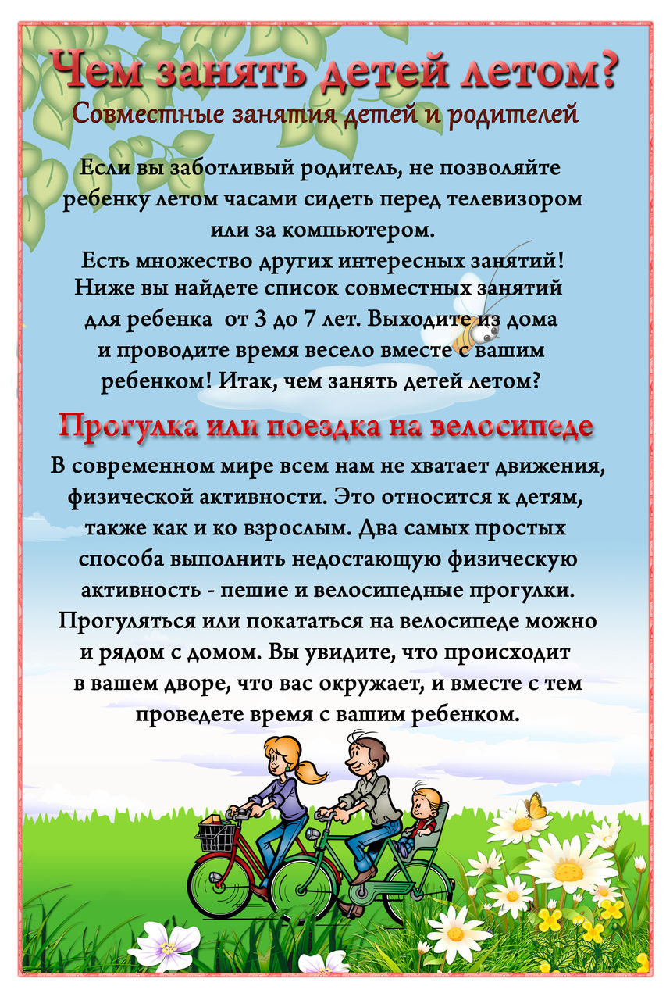 Чем занять детей летом?
Совместные занятия детей и родителей
Если вы заботливый родитель, не позволяйте
ребенку летом часами сидеть перед телевизором
или за компьютером.
Есть множество других интересных занятий!
Ниже вы найдете список совместных занятий
для ребенка от 3 до 7 лет. Выходите из дома
и проводите время весело вместе с вашим
ребенком! Итак, чем занять детей летом?
Прогулка или поездка на велосипеде
В современном мире всем нам не хватает движения,
физической активности. Это относится к детям,
также как и ко взрослым. Два самых простых
способа выполнить недостающую физическую
активность - пешие и велосипедные прогулки.
Прогуляться или покататься на велосипеде можно
и рядом с домом. Вы увидите, что происходит
в вашем дворе, что вас окружает, и вместе с тем
проведете время с вашим ребенком.